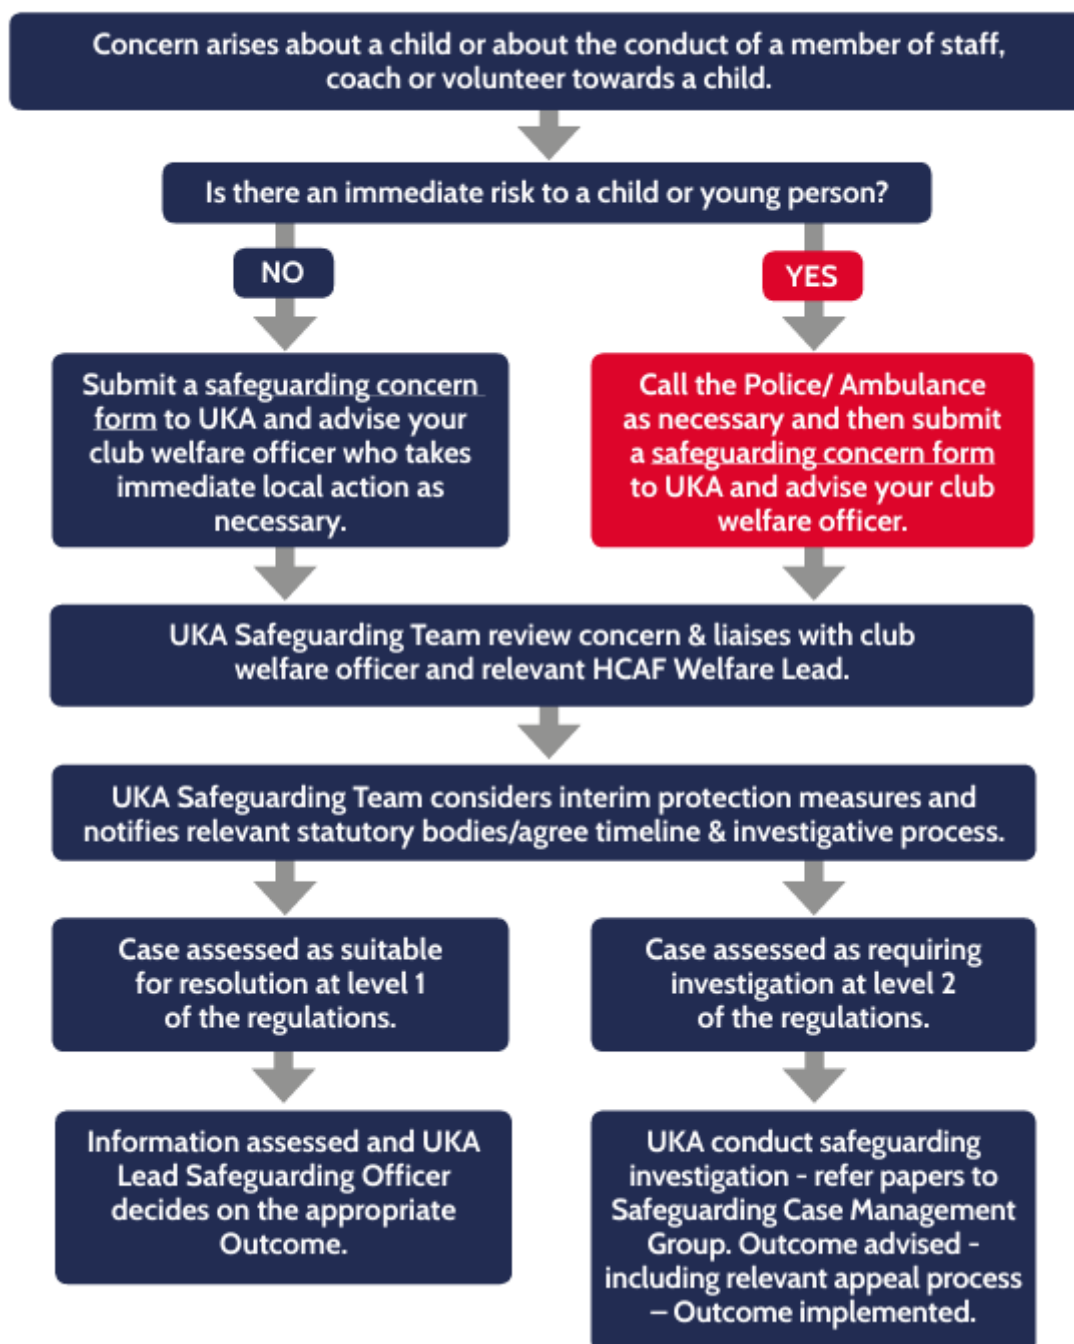 Concern arises about a child or about the conduct of a member of staff,
coach or volunteer towards a child.
Is there an immediate risk to a child or young person?
NO
YES
Submit a safeguarding concern
form to UKA and advise your
club welfare officer who takes
immediate local action as
necessary.
Call the Police/ Ambulance
as necessary and then submit
a safeguarding concern form
to UKA and advise your club
welfare officer.
UKA Safeguarding Team review concern & liaises with club
welfare officer and relevant HCAF Welfare Lead.
UKA Safeguarding Team considers interim protection measures and
notifies relevant statutory bodies/agree timeline & investigative process.
Case assessed as suitable
for resolution at level 1
of the regulations.
Case assessed as requiring
investigation at level 2
of the regulations.
Information assessed and UKA
Lead Safeguarding Officer
decides on the appropriate
Outcome.
UKA conduct safeguarding
investigation - refer papers to
Safeguarding Case Management
Group. Outcome advised -
including relevant appeal process
– Outcome implemented.